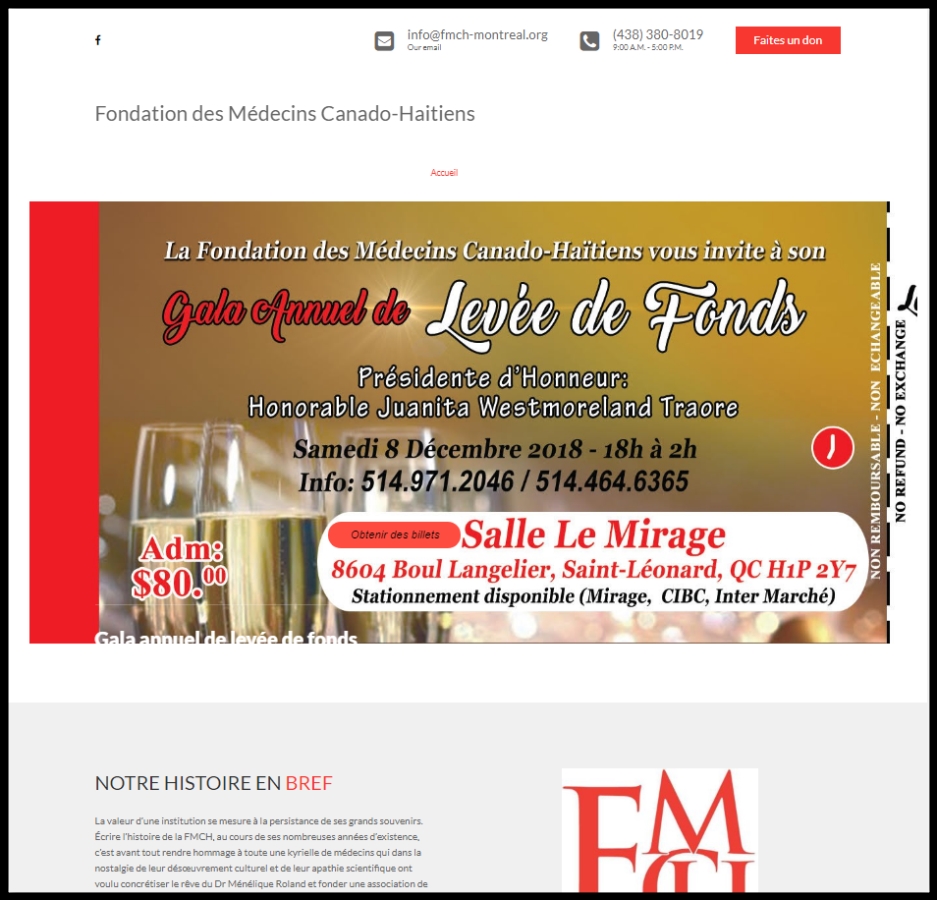 info@fmch-montreal.org
Our email
(438) 380-8019
9:00 A.M. - 5:00 P.M.
Faites un don
Fondation des Médecins Canado-Haitiens
Accueil
La Fondation des Médecins Canado-Haïtiens vous invite à son
Gala Annuel de Levée de Fonds
Présidente d'Honneur:
Honorable Juanita Westmoreland Traore
Samedi 8 Décembre 2018 - 18h à 2h
Info: 514.971.2046 / 514.464.6365
Obtenir des billets
Salle Le Mirage
8604 Boul Langelier, Saint-Léonard, QC H1P 2Y7
Stationnement disponible (Mirage, CIBC, Inter Marché)
Adm:
$80.00
NON REMBOURSABLE - NON ECHANGEABLE
NO REFUND - NO EXCHANGE
Gala annuel de levée de fonds
NOTRE HISTOIRE EN BREF
La valeur d'une institution se mesure à la persistance de ses grands souvenirs.
Écrire l'histoire de la FMCH, au cours de ses nombreuses années d'existence,
c'est avant tout rendre hommage à toute une kyrielle de médecins qui dans la
nostalgie de leur désœuvrement culturel et de leur apathie scientifique ont
voulu concrétiser le rêve du Dr Ménélique Roland et fonder une association de
FMCH